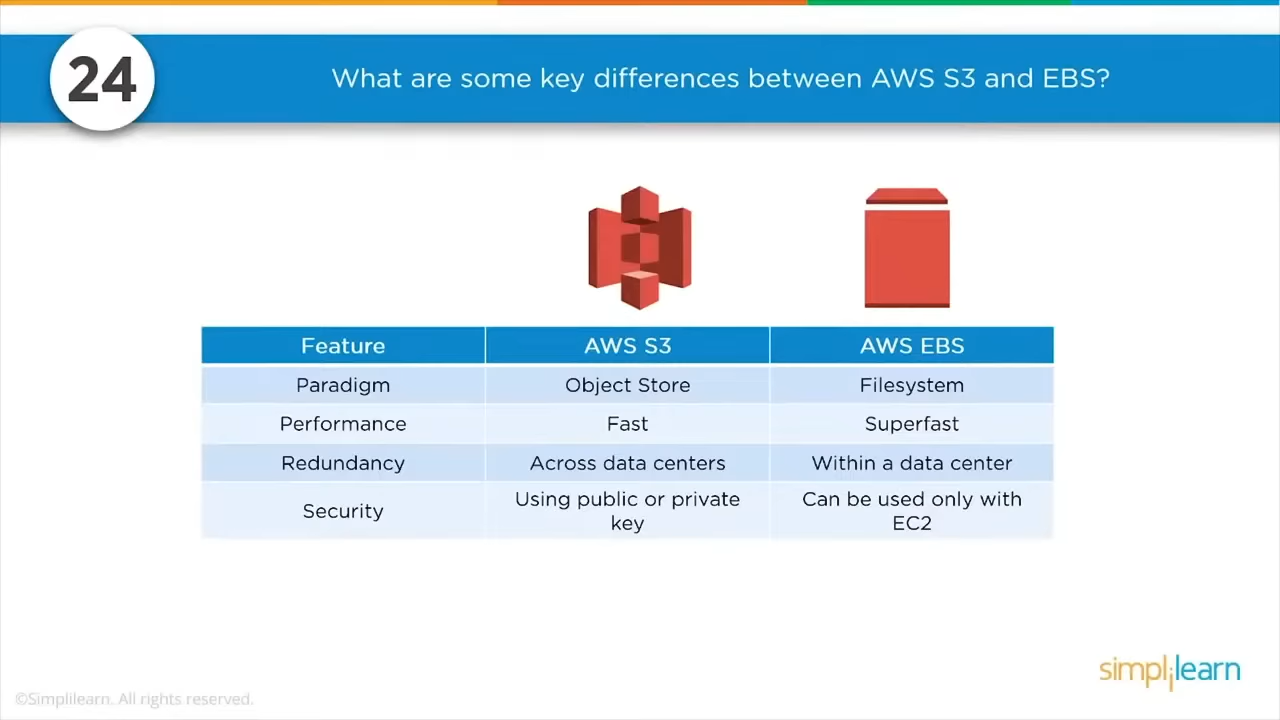 24
What are some key differences between AWS S3 and EBS?
Feature AWS S3 AWS EBS
Paradigm Object Store Filesystem
Performance Fast Superfast
Redundancy Across data centers Within a data center
Security Using public or private key Can be used only with EC2
simplilearn
©Simplilearn. All rights reserved.